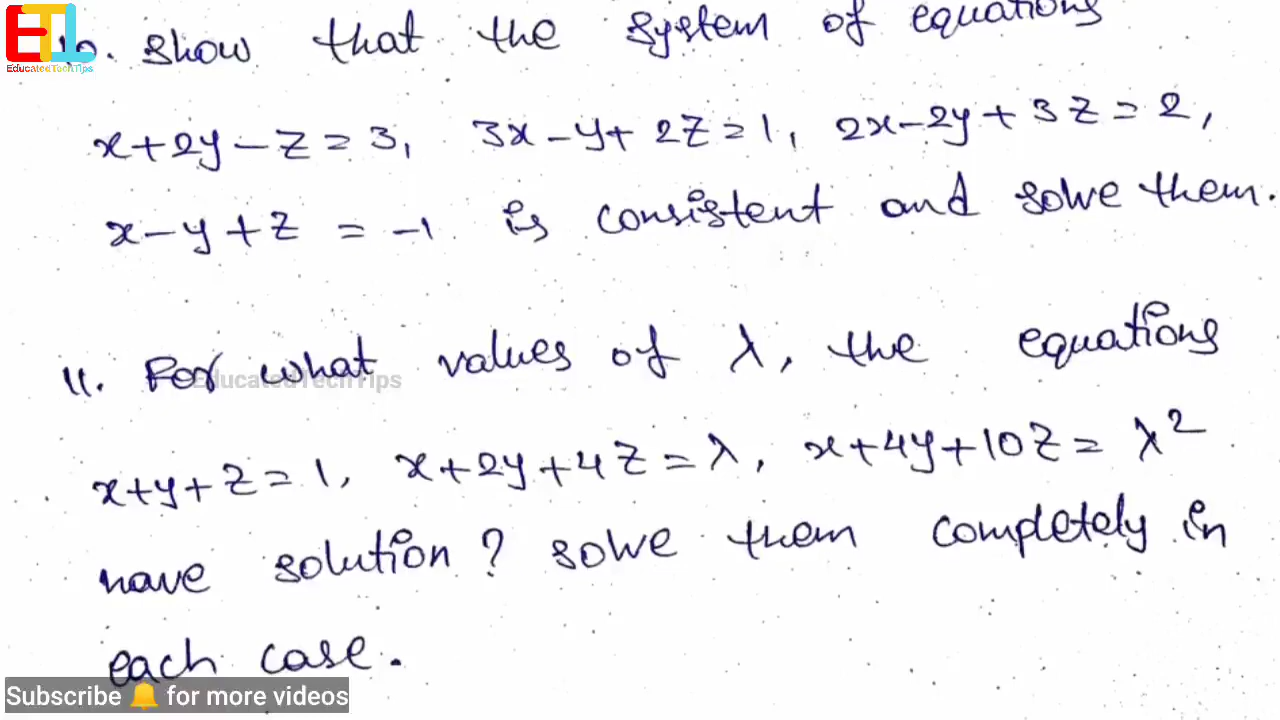 ETL
EducatedTechTips
10. Show that the system of equations
x+2y-z=3, 3x-y+2z=1, 2x-2y+3z=2,
x-y+z = -1 is consistent and solve them.
11. For what values of λ, the equations
EducatedTechTips
x+y+z=1, x+2y+4z=λ, x+4y+10z=λ²
have solution? solve them completely in
each case.
Subscribe 🔔 for more videos